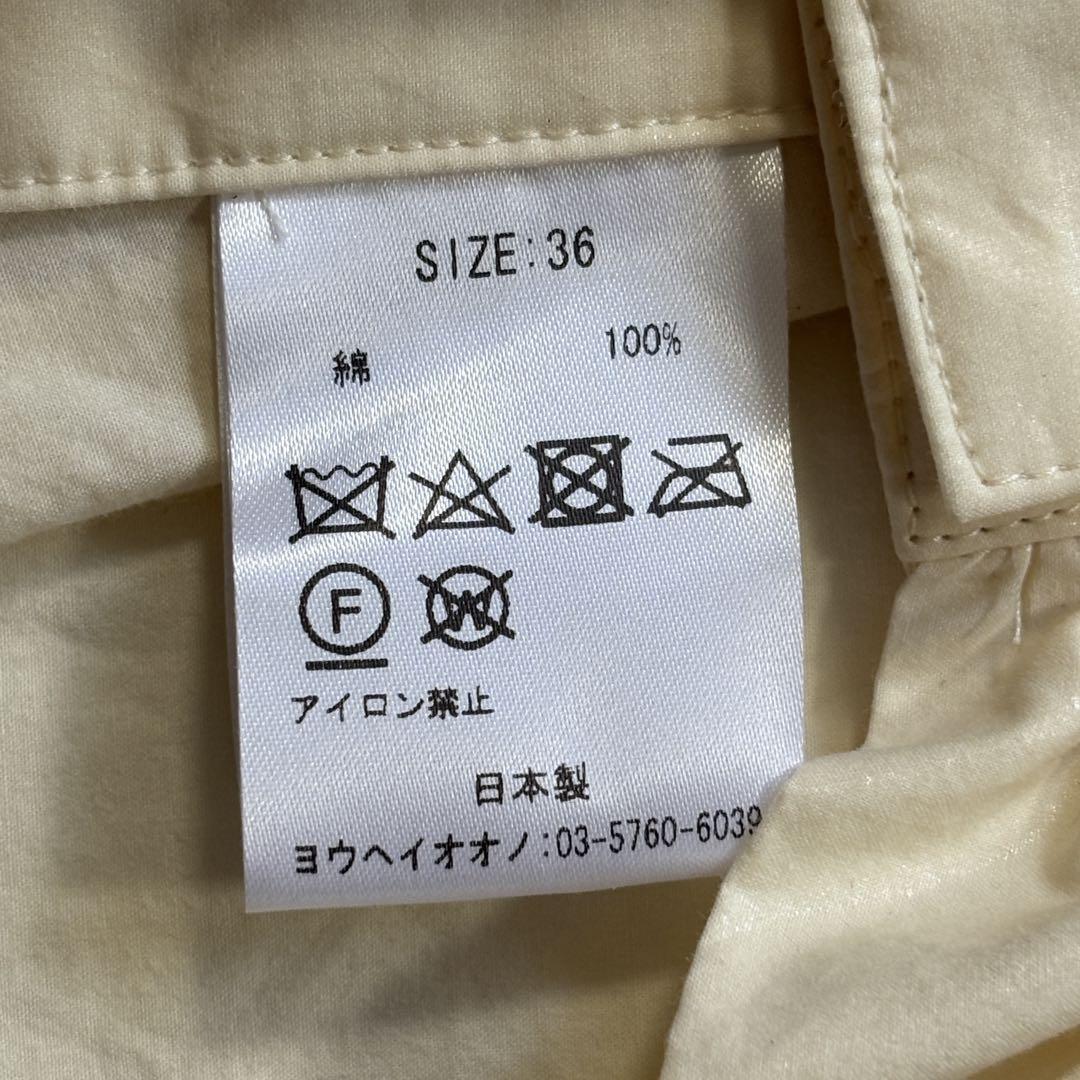 SIZE:36
綿 100%
F
W
アイロン禁止
日本製
ヨウヘイオオノ:03-5760-6039